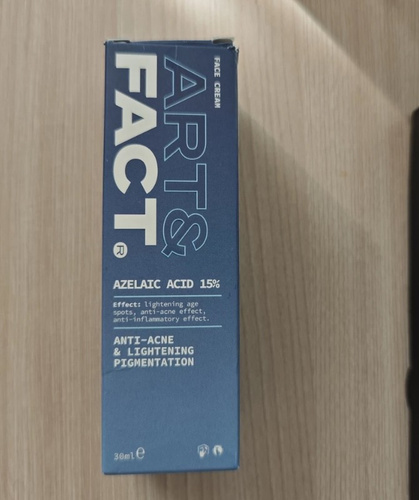 FACE CREAM
ART&
FACT.®
AZELAIC ACID 15%
Effect: lightening age
spots, anti-acne effect,
anti-inflammatory effect.
ANTI-ACNE
& LIGHTENING
PIGMENTATION
30ml ℮